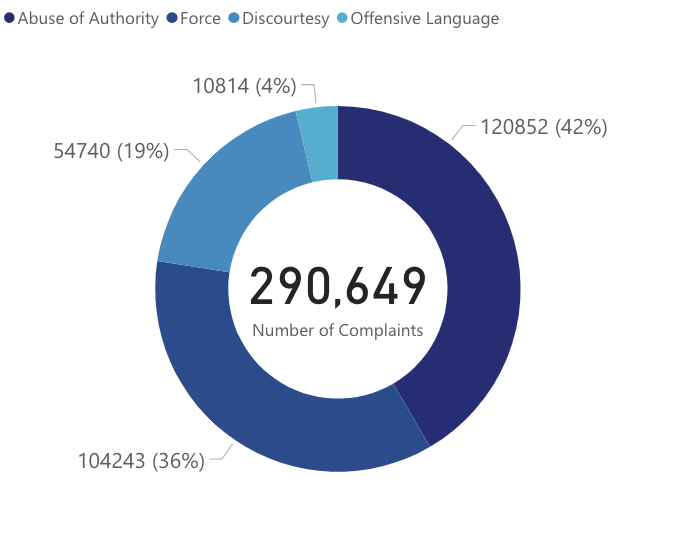 Abuse of Authority Force Discourtesy Offensive Language
10814 (4%)
120852 (42%)
54740 (19%)
290,649
Number of Complaints
104243 (36%)